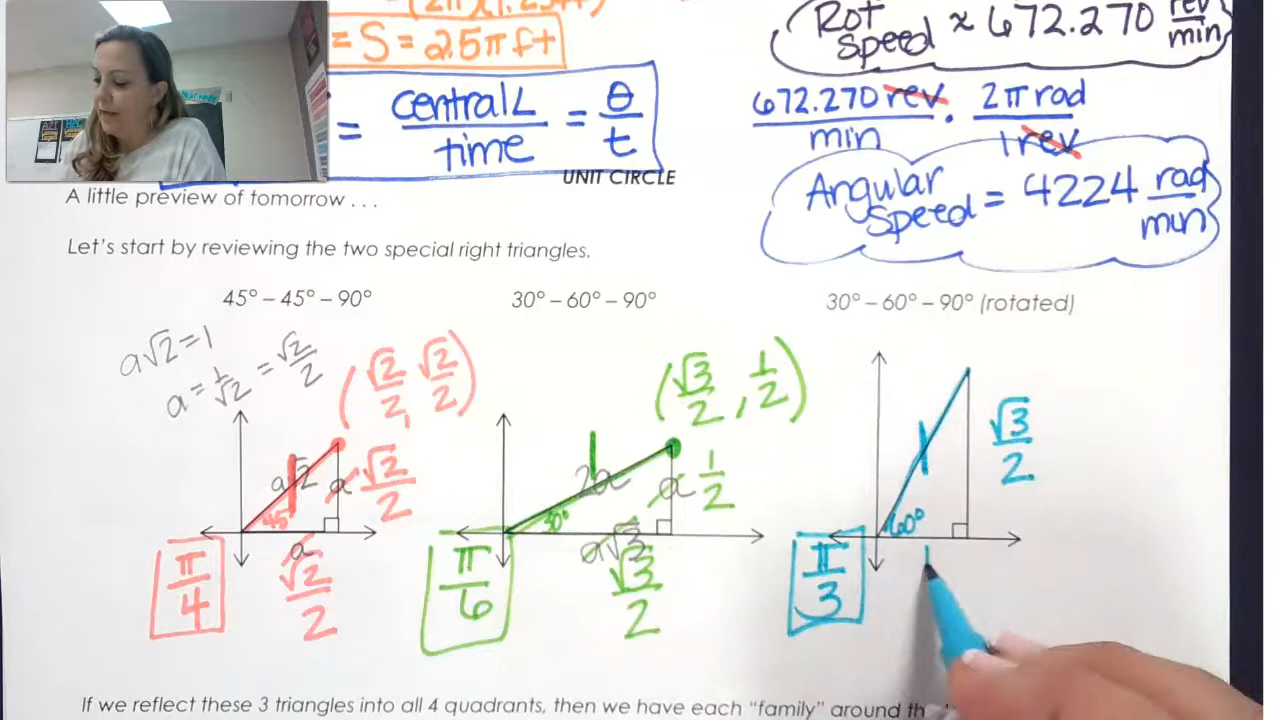 = S = 2.5π ft
= central∠ / time = θ / t
Rot speed ≈ 672.270 rev/min
672.270 rev / min · 2π rad / 1 rev
Angular speed = 4224 rad/min
UNIT CIRCLE
A little preview of tomorrow . . .
Let's start by reviewing the two special right triangles.
45° – 45° – 90°
30° – 60° – 90°
30° – 60° – 90° (rotated)
a√2 = 1
a = 1/√2 = √2/2
(√2/2, √2/2)
a√2 1
a √2/2
45°
a
√2/2
π/4
(√3/2, 1/2)
2a 1
a 1/2
30°
a√3
√3/2
π/6
1
√3/2
60°
π/3
If we reflect these 3 triangles into all 4 quadrants, then we have each "family" around th